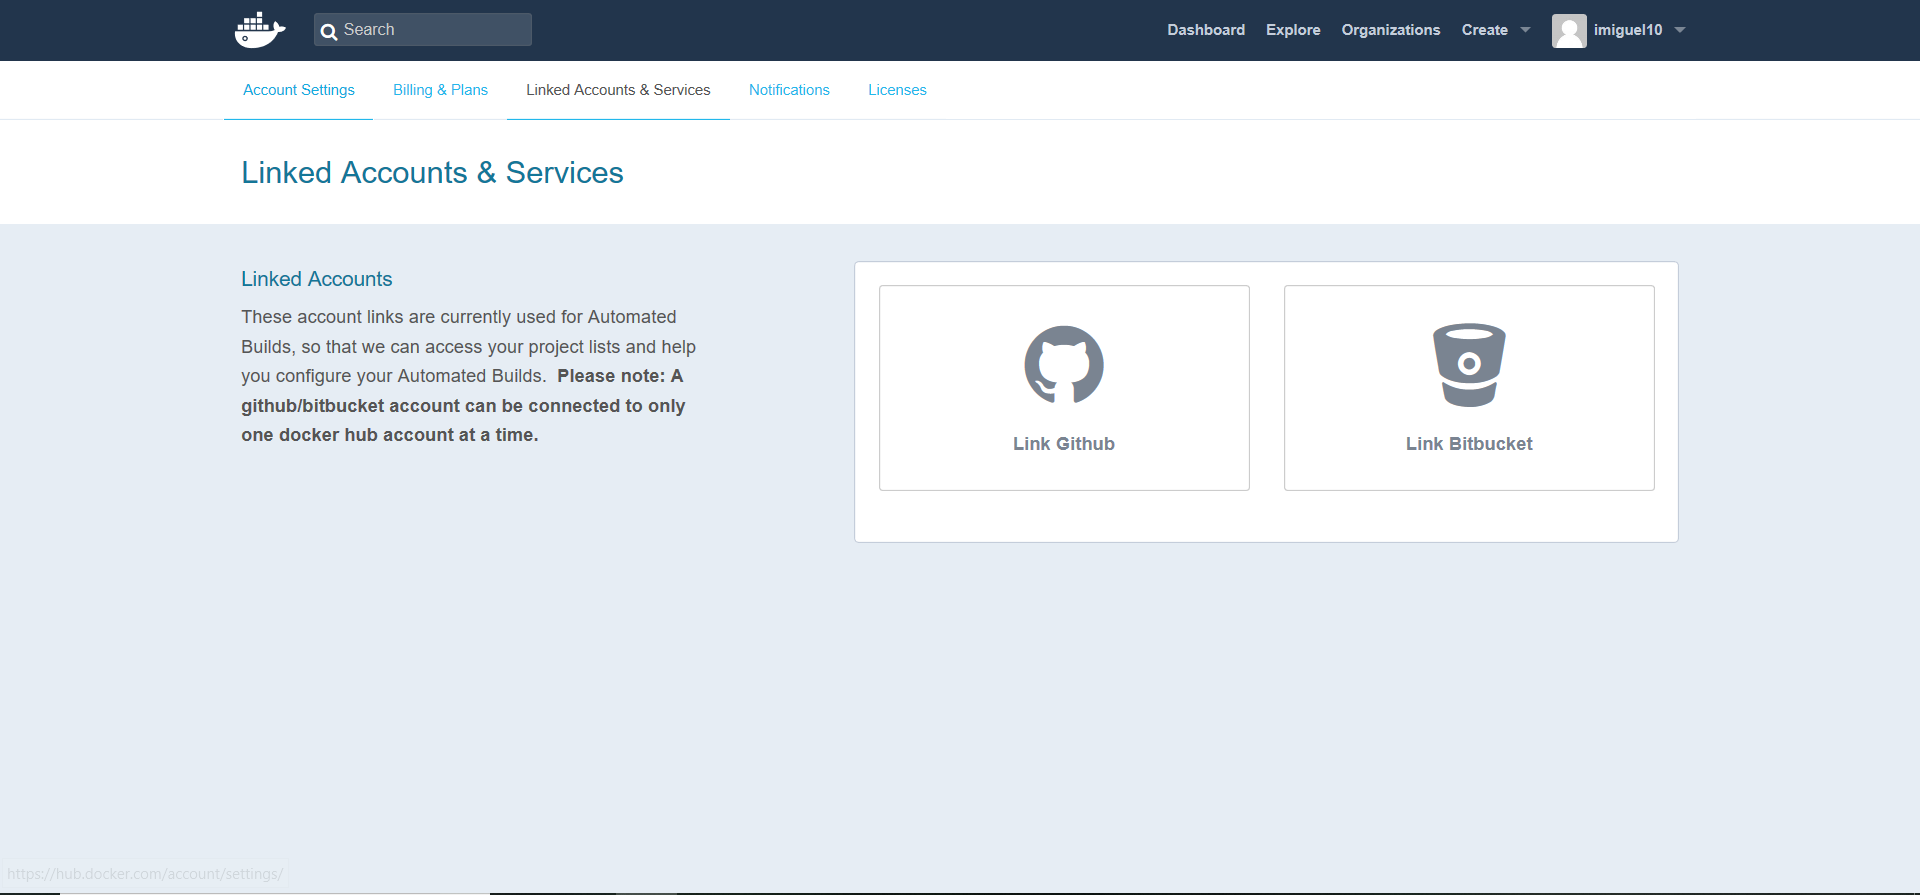 Search
Dashboard Explore Organizations Create imiguel10
Account Settings Billing & Plans Linked Accounts & Services Notifications Licenses
Linked Accounts & Services
Linked Accounts
These account links are currently used for Automated
Builds, so that we can access your project lists and help
you configure your Automated Builds. Please note: A
github/bitbucket account can be connected to only
one docker hub account at a time.
Link Github
Link Bitbucket
https://hub.docker.com/account/settings/